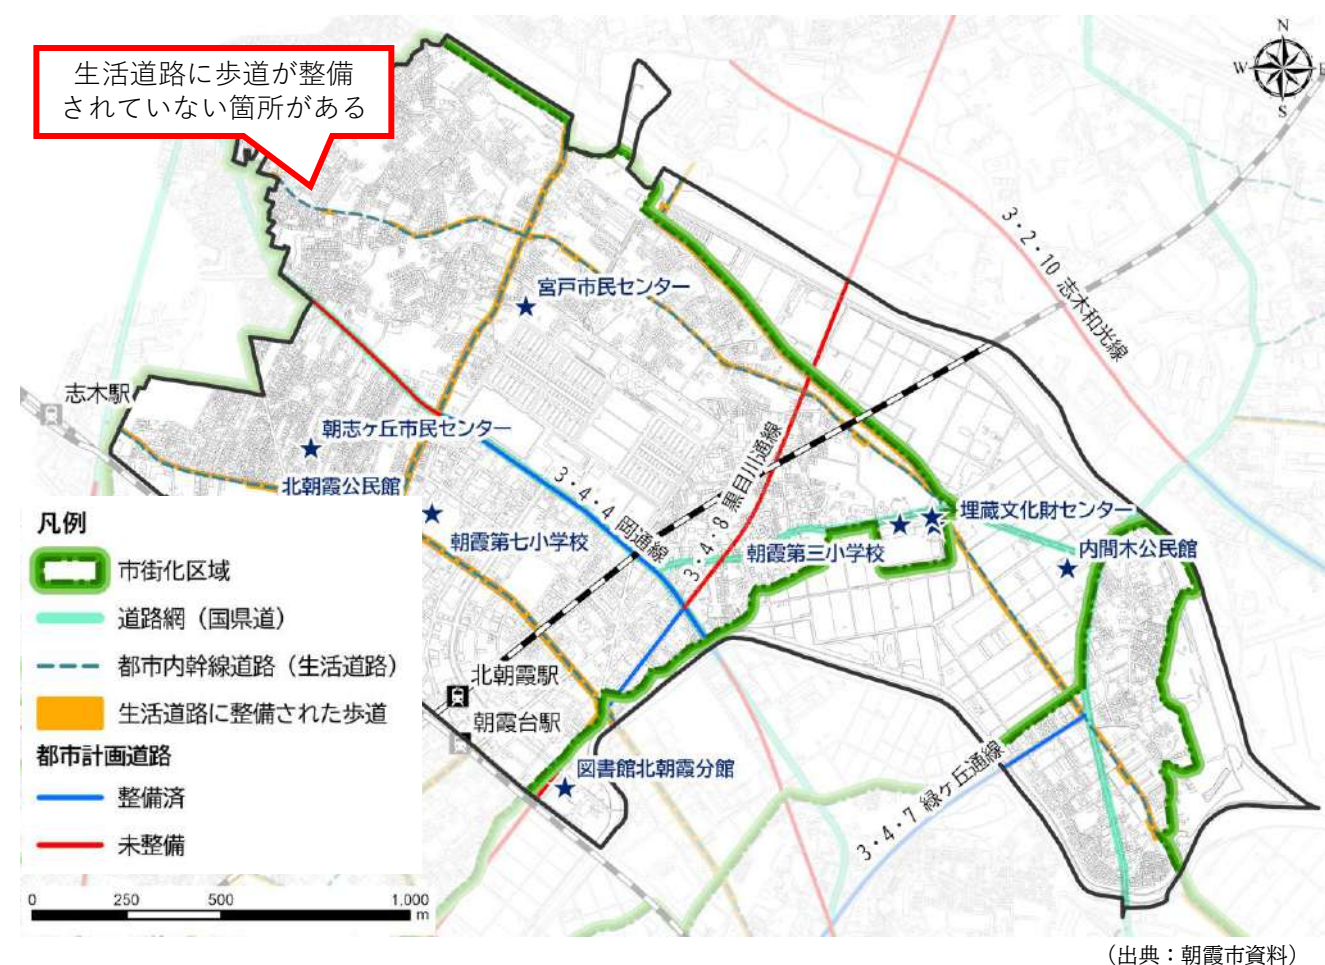 生活道路に歩道が整備
されていない箇所がある
N
W
E
S
3・2・10 志木和光線
宮戸市民センター
志木駅
朝志ヶ丘市民センター
北朝霞公民館
3・4・4 岡通線
3・4・8 黒目川通線
朝霞第七小学校
朝霞第三小学校
埋蔵文化財センター
内間木公民館
北朝霞駅
朝霞台駅
図書館北朝霞分館
3・4・7 緑ヶ丘通線
凡例
市街化区域
道路網（国県道）
都市内幹線道路（生活道路）
生活道路に整備された歩道
都市計画道路
整備済
未整備
0 250 500 1,000
m
（出典：朝霞市資料）